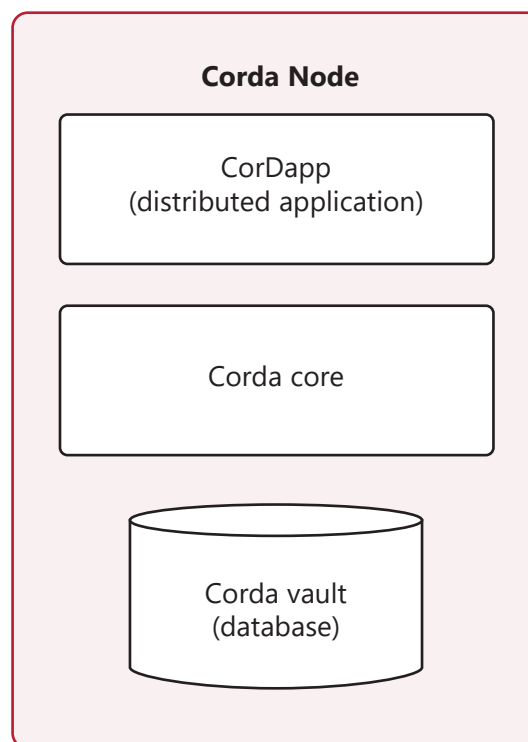 Corda Node
CorDapp
(distributed application)
Corda core
Corda vault
(database)